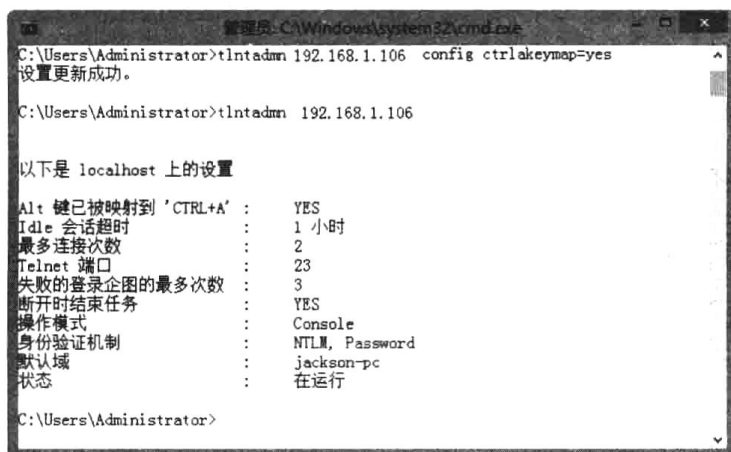 管理员: C:\Windows\system32\cmd.exe
C:\Users\Administrator>tlntadmn 192.168.1.106 config ctrlakeymap=yes
设置更新成功。
C:\Users\Administrator>tlntadmn 192.168.1.106
以下是 localhost 上的设置
Alt 键已被映射到 'CTRL+A' : YES
Idle 会话超时 : 1 小时
最多连接次数 : 2
Telnet 端口 : 23
失败的登录企图的最多次数 : 3
断开时结束任务 : YES
操作模式 : Console
身份验证机制 : NTLM, Password
默认域 : jackson-pc
状态 : 在运行
C:\Users\Administrator>